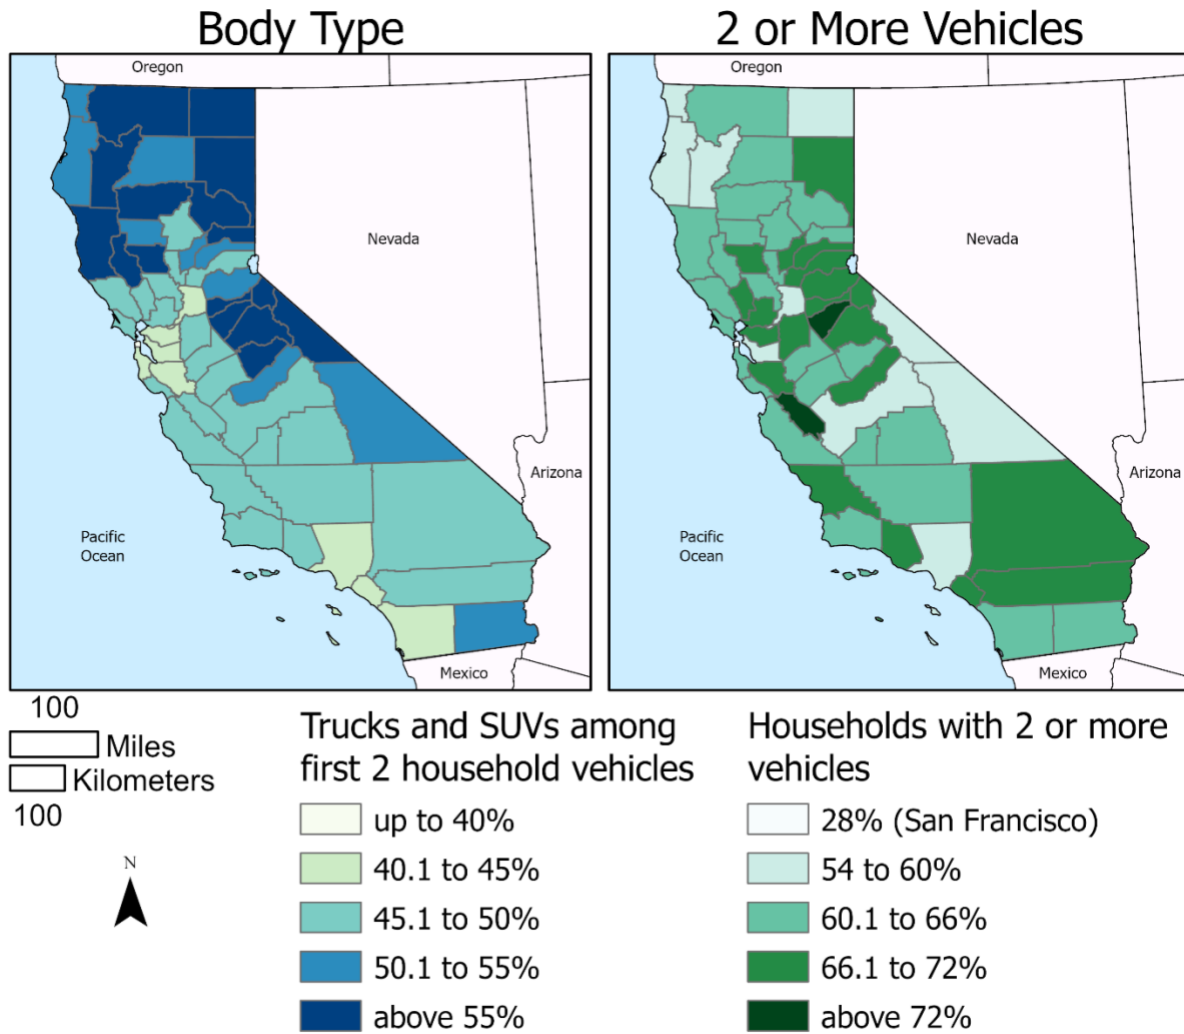 Body Type
2 or More Vehicles
Oregon
Nevada
Arizona
Pacific
Ocean
Mexico
Oregon
Nevada
Arizona
Pacific
Ocean
Mexico
100
Miles
Kilometers
100
N
Trucks and SUVs among
first 2 household vehicles
up to 40%
40.1 to 45%
45.1 to 50%
50.1 to 55%
above 55%
Households with 2 or more
vehicles
28% (San Francisco)
54 to 60%
60.1 to 66%
66.1 to 72%
above 72%